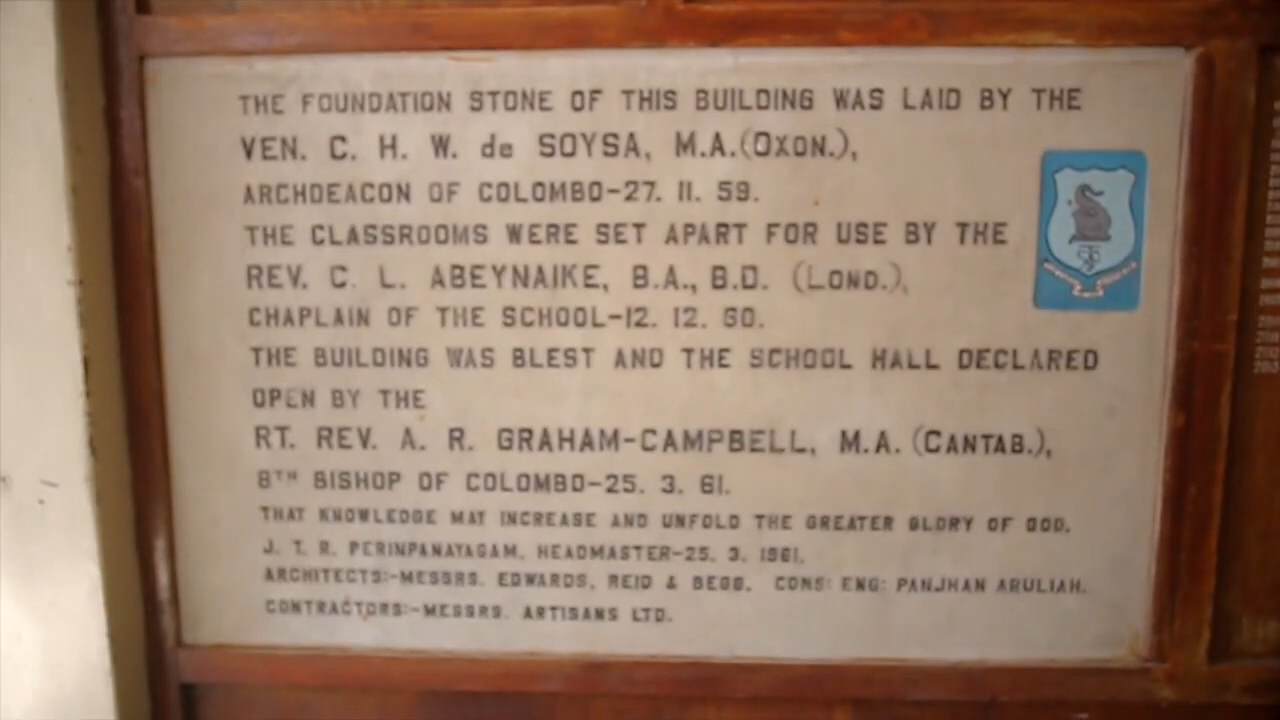 THE FOUNDATION STONE OF THIS BUILDING WAS LAID BY THE
VEN. C. H. W. de SOYSA, M.A.(OXON.),
ARCHDEACON OF COLOMBO-27. 11. 59.
THE CLASSROOMS WERE SET APART FOR USE BY THE
REV. C. L. ABEYNAIKE, B.A., B.D. (LOND.),
CHAPLAIN OF THE SCHOOL-12. 12. 60.
THE BUILDING WAS BLEST AND THE SCHOOL HALL DECLARED
OPEN BY THE
RT. REV. A. R. GRAHAM-CAMPBELL, M.A. (CANTAB.),
8TH BISHOP OF COLOMBO-25. 3. 61.
THAT KNOWLEDGE MAY INCREASE AND UNFOLD THE GREATER GLORY OF GOD.
J. T. R. PERINPANAYAGAM, HEADMASTER-25. 3. 1961.
ARCHITECTS:-MESSRS. EDWARDS, REID & BEGG. CONS: ENG: PANJHAN ARULIAH.
CONTRACTORS:-MESSRS. ARTISANS LTD.